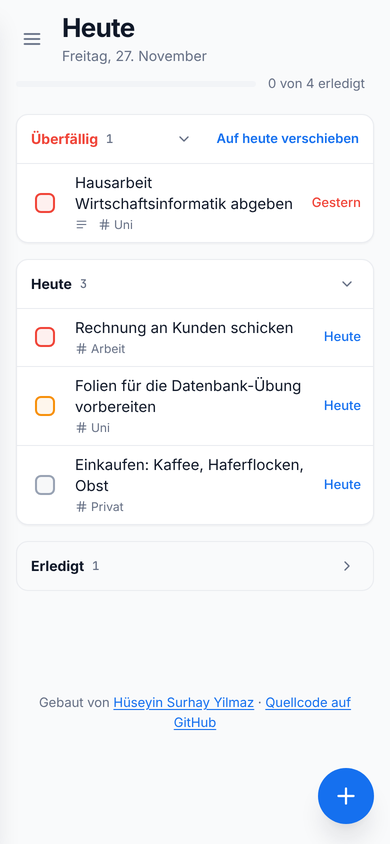 Heute
Freitag, 27. November
0 von 4 erledigt
Überfällig 1 Auf heute verschieben
Hausarbeit
Wirtschaftsinformatik abgeben
Gestern
# Uni
Heute 3
Rechnung an Kunden schicken
Heute
# Arbeit
Folien für die Datenbank-Übung
vorbereiten
Heute
# Uni
Einkaufen: Kaffee, Haferflocken,
Obst
Heute
# Privat
Erledigt 1
Gebaut von Hüseyin Surhay Yilmaz · Quellcode auf
GitHub